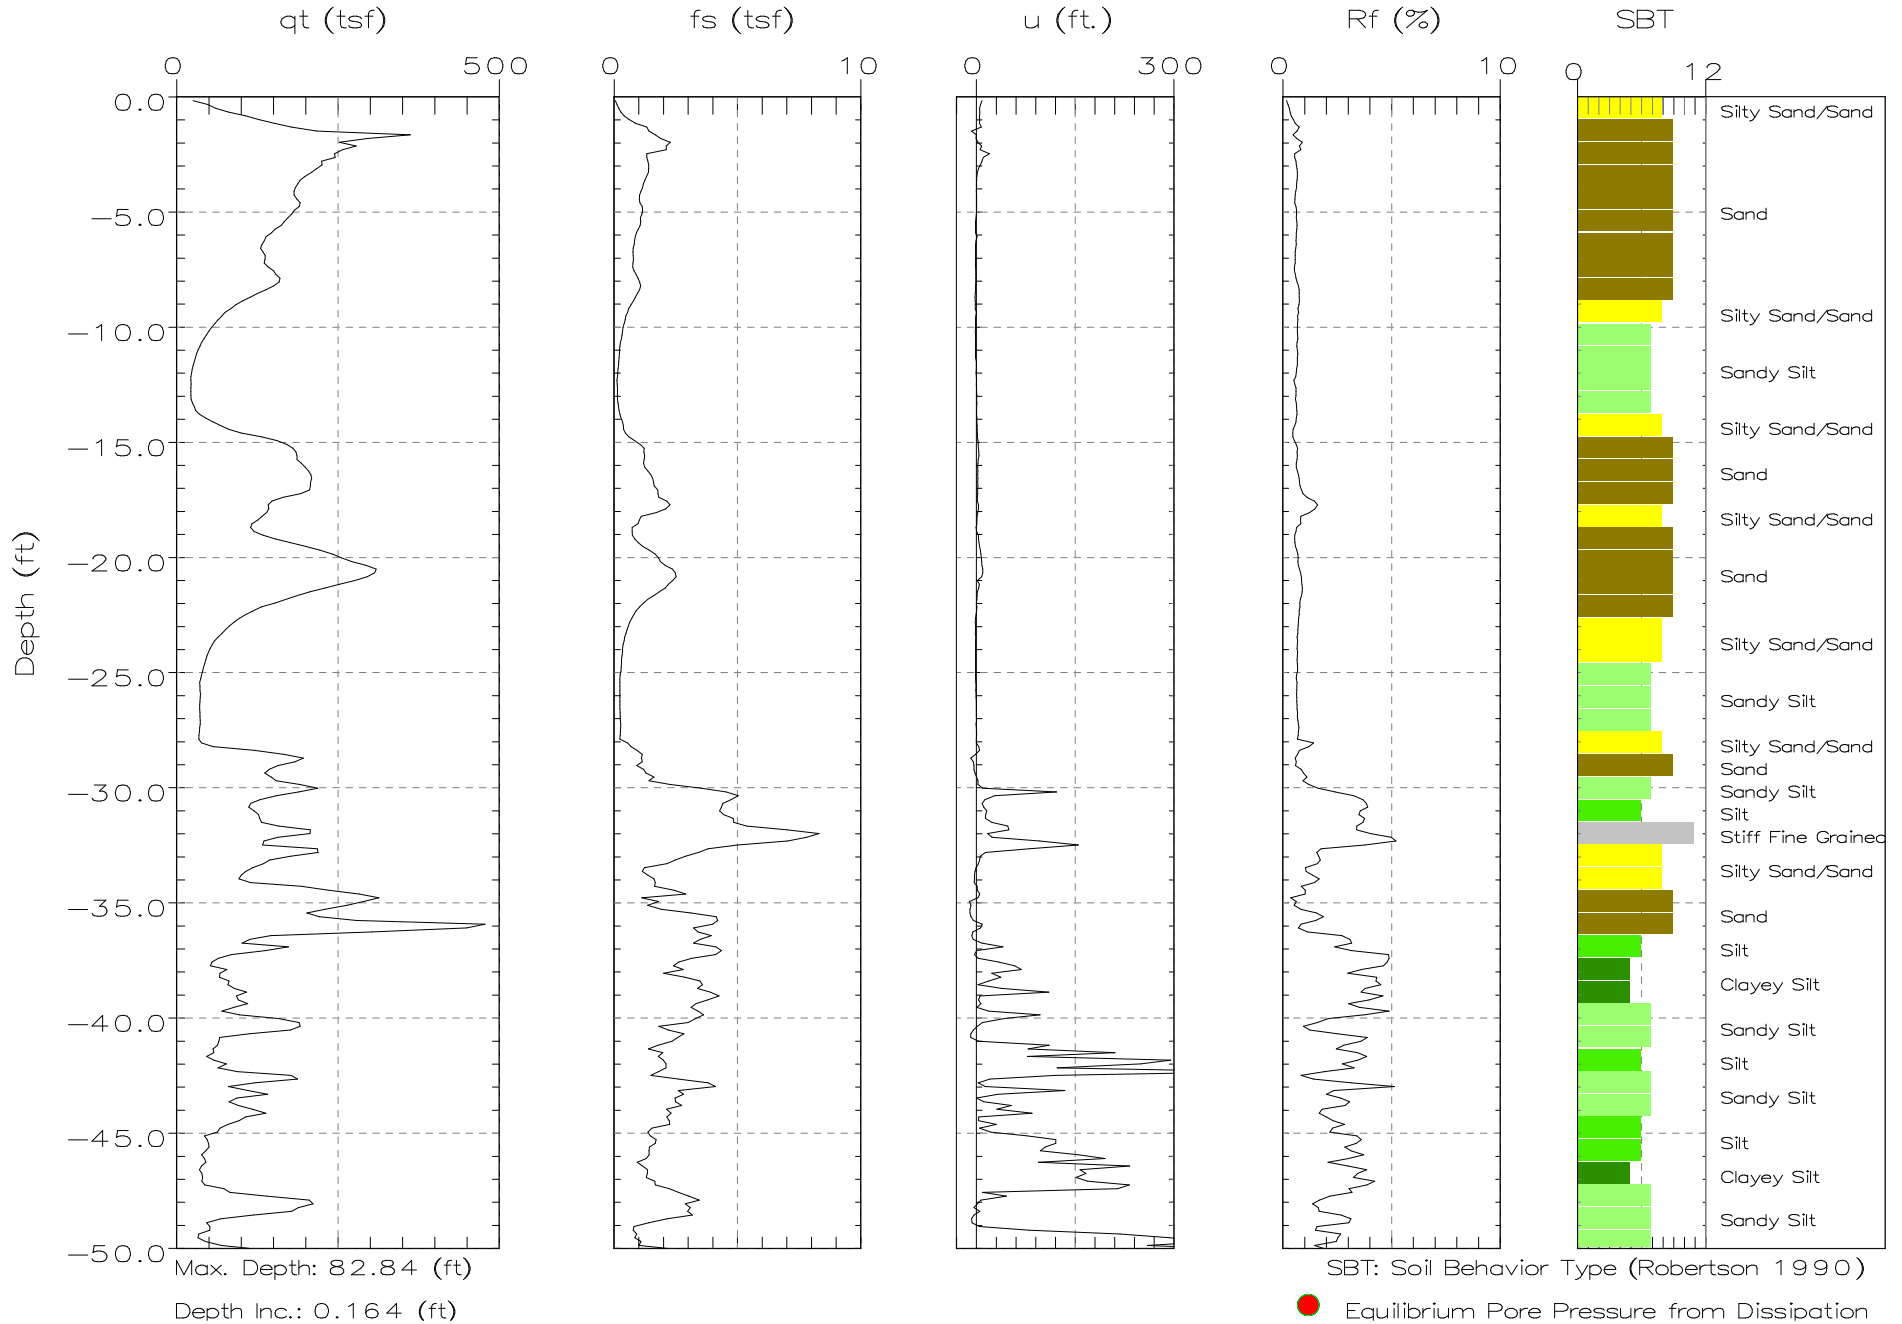 qt (tsf) fs (tsf) u (ft.) Rf (%) SBT
0 500 0 10 0 300 0 10 0 12
0.0
Silty Sand/Sand
−5.0
Sand
−10.0
Silty Sand/Sand
Sandy Silt
−15.0
Silty Sand/Sand
Sand
Silty Sand/Sand
−20.0
Sand
Silty Sand/Sand
−25.0
Sandy Silt
Silty Sand/Sand
Sand
−30.0
Sandy Silt
Silt
Stiff Fine Grained
Silty Sand/Sand
−35.0
Sand
Silt
Clayey Silt
−40.0
Sandy Silt
Silt
Sandy Silt
−45.0
Silt
Clayey Silt
Sandy Silt
−50.0
Depth (ft)
Max. Depth: 82.84 (ft)
SBT: Soil Behavior Type (Robertson 1990)
Depth Inc.: 0.164 (ft)
Equilibrium Pore Pressure from Dissipation